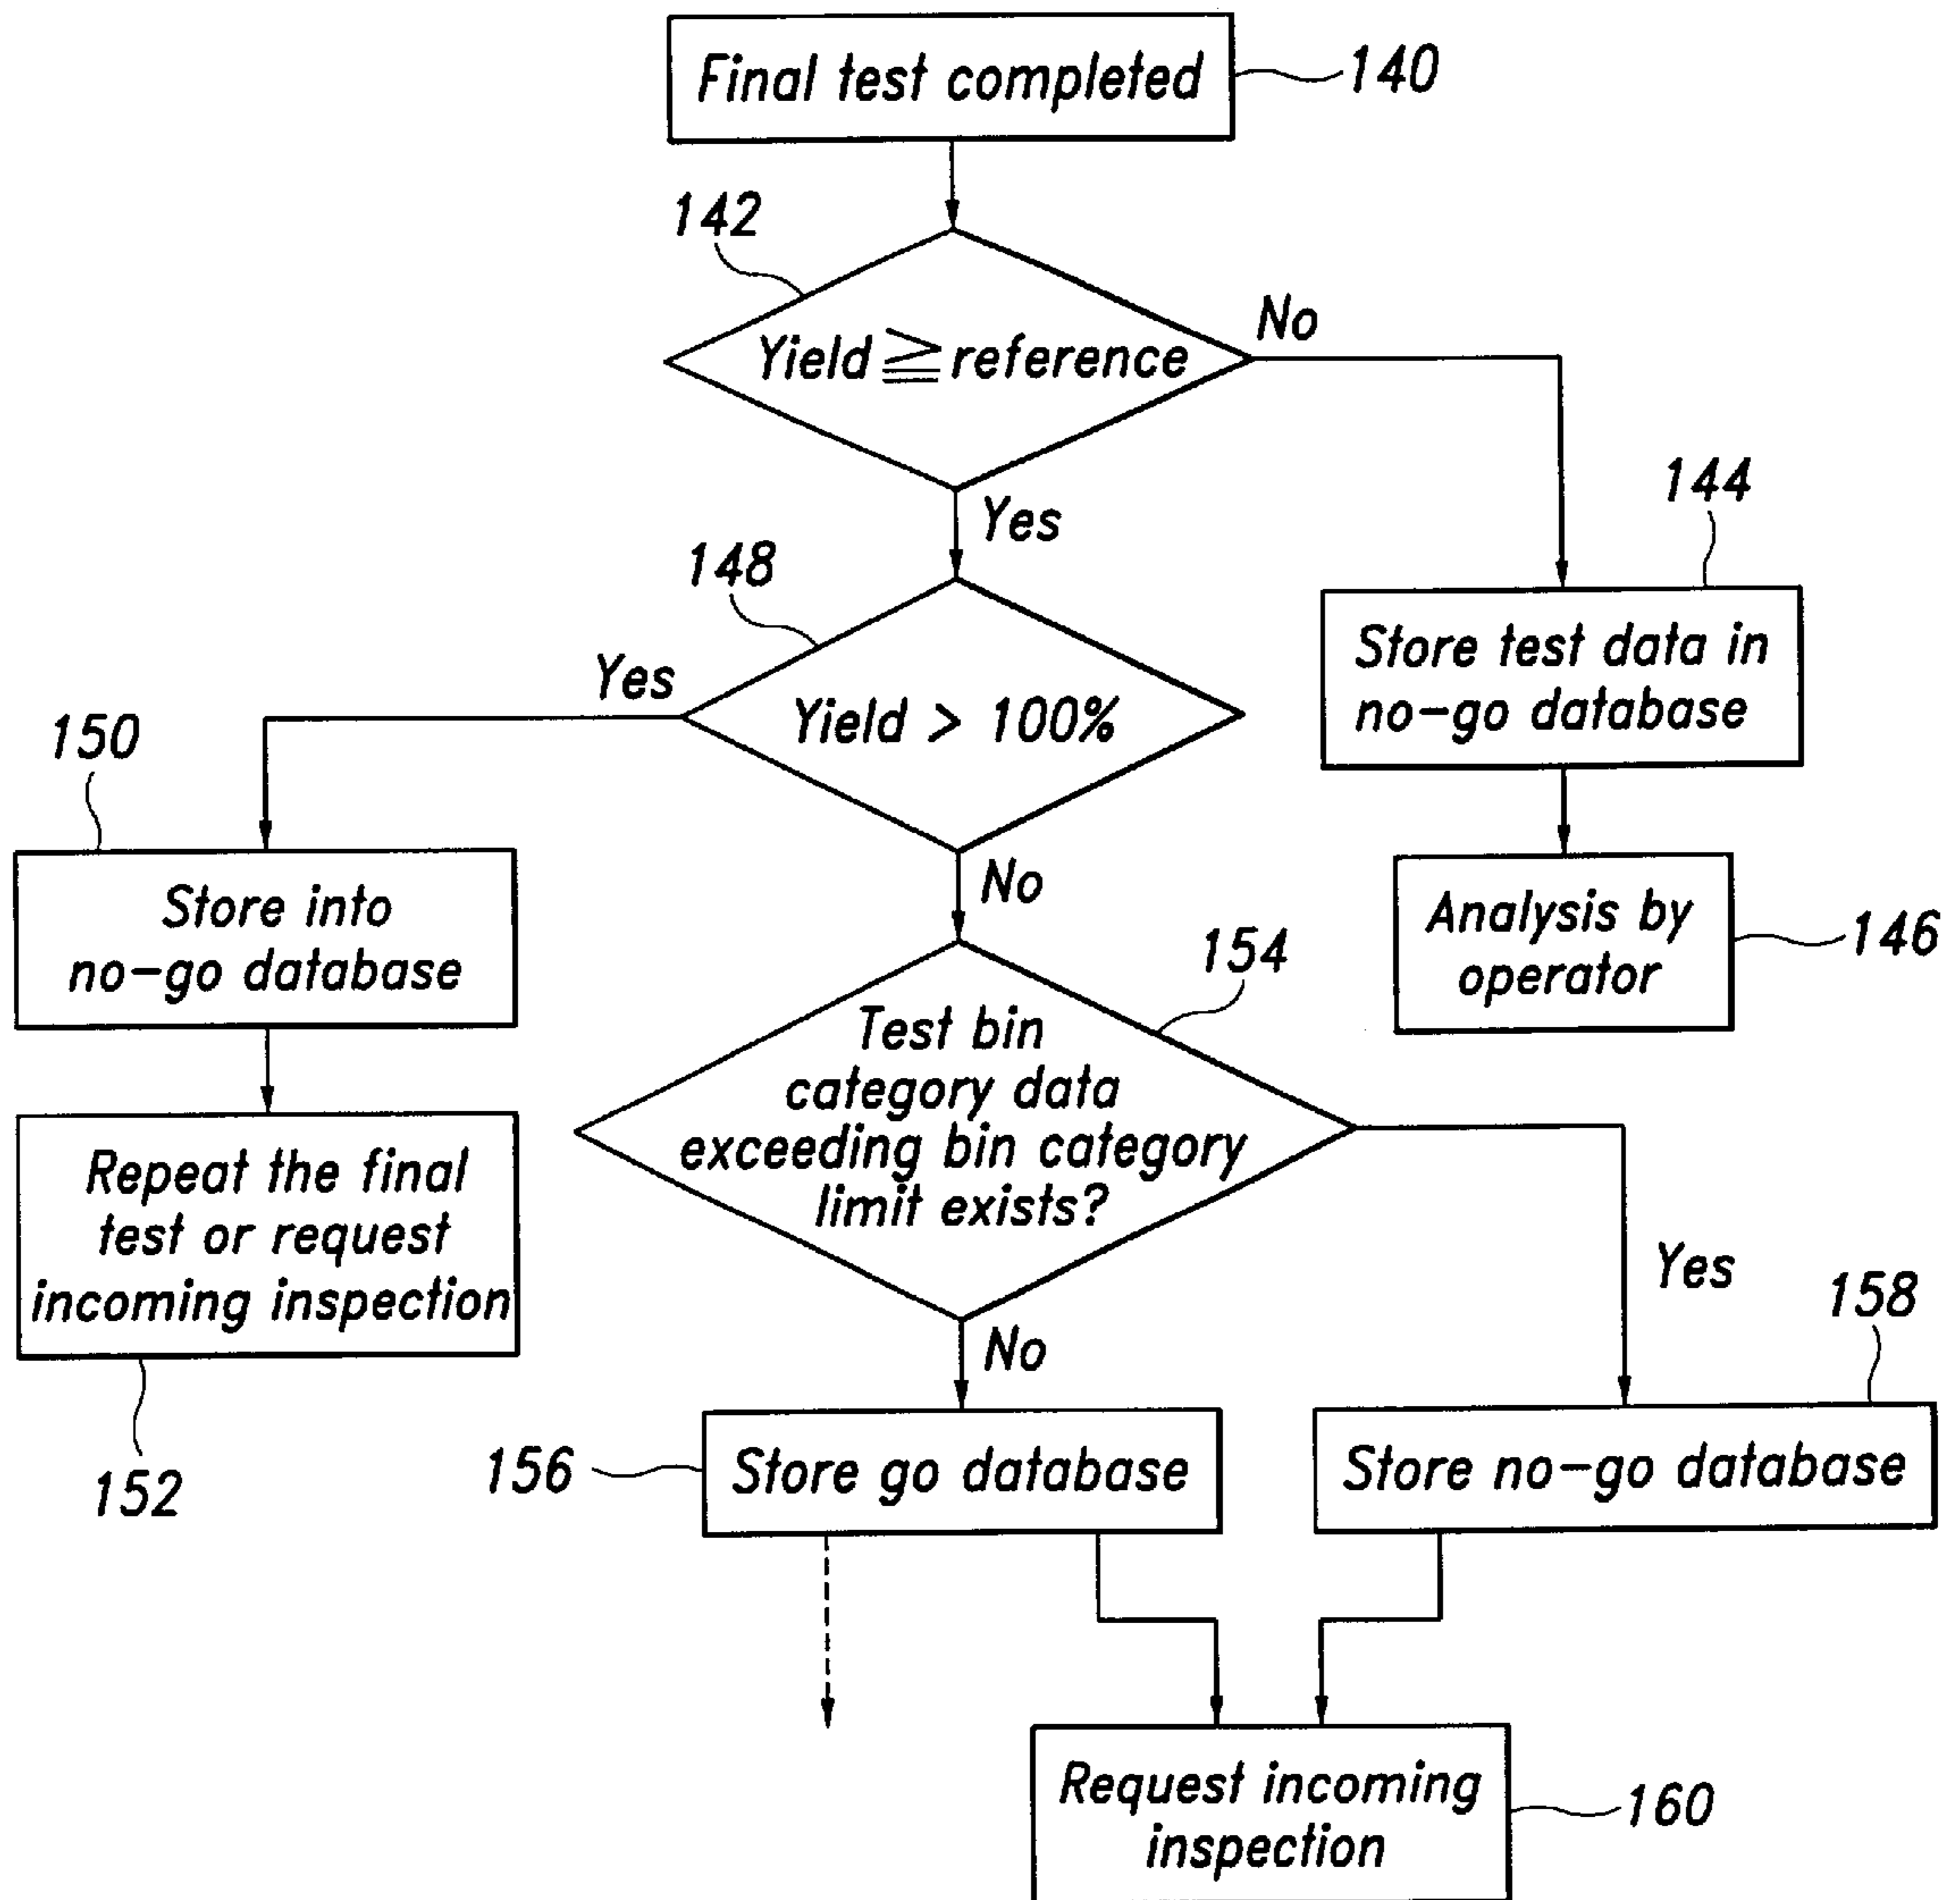 Final test completed
140
142
Yield ≧ reference
No
Yes
144
Store test data in
no-go database
148
Yes
Yield > 100%
150
No
Store into
no-go database
Analysis by
operator
146
154
Test bin
category data
exceeding bin category
limit exists?
Repeat the final
test or request
incoming inspection
152
Yes
No
158
156
Store go database
Store no-go database
Request incoming
inspection
160